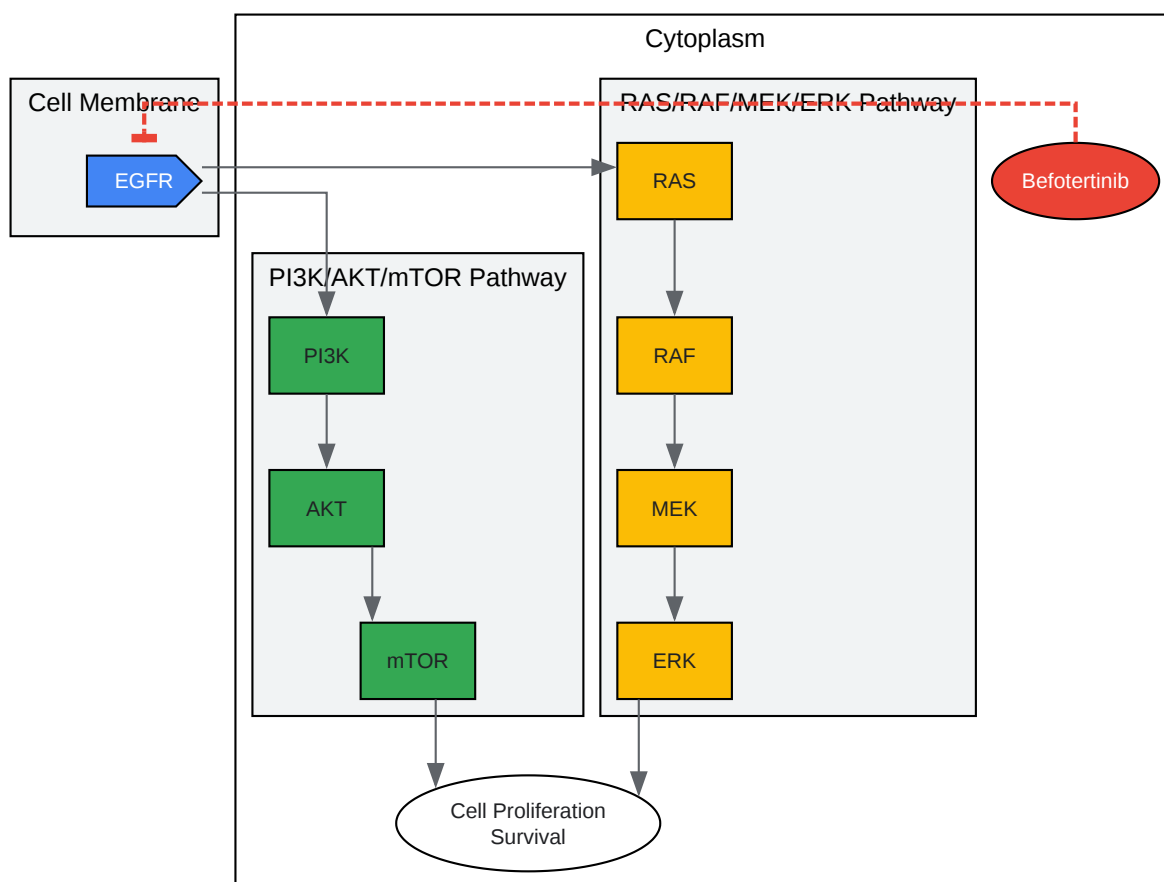 Cytoplasm
Cell Membrane
RAS/RAF/MEK/ERK Pathway
EGFR
RAS
Befotertinib
PI3K/AKT/mTOR Pathway
PI3K
RAF
AKT
MEK
mTOR
ERK
Cell Proliferation
Survival